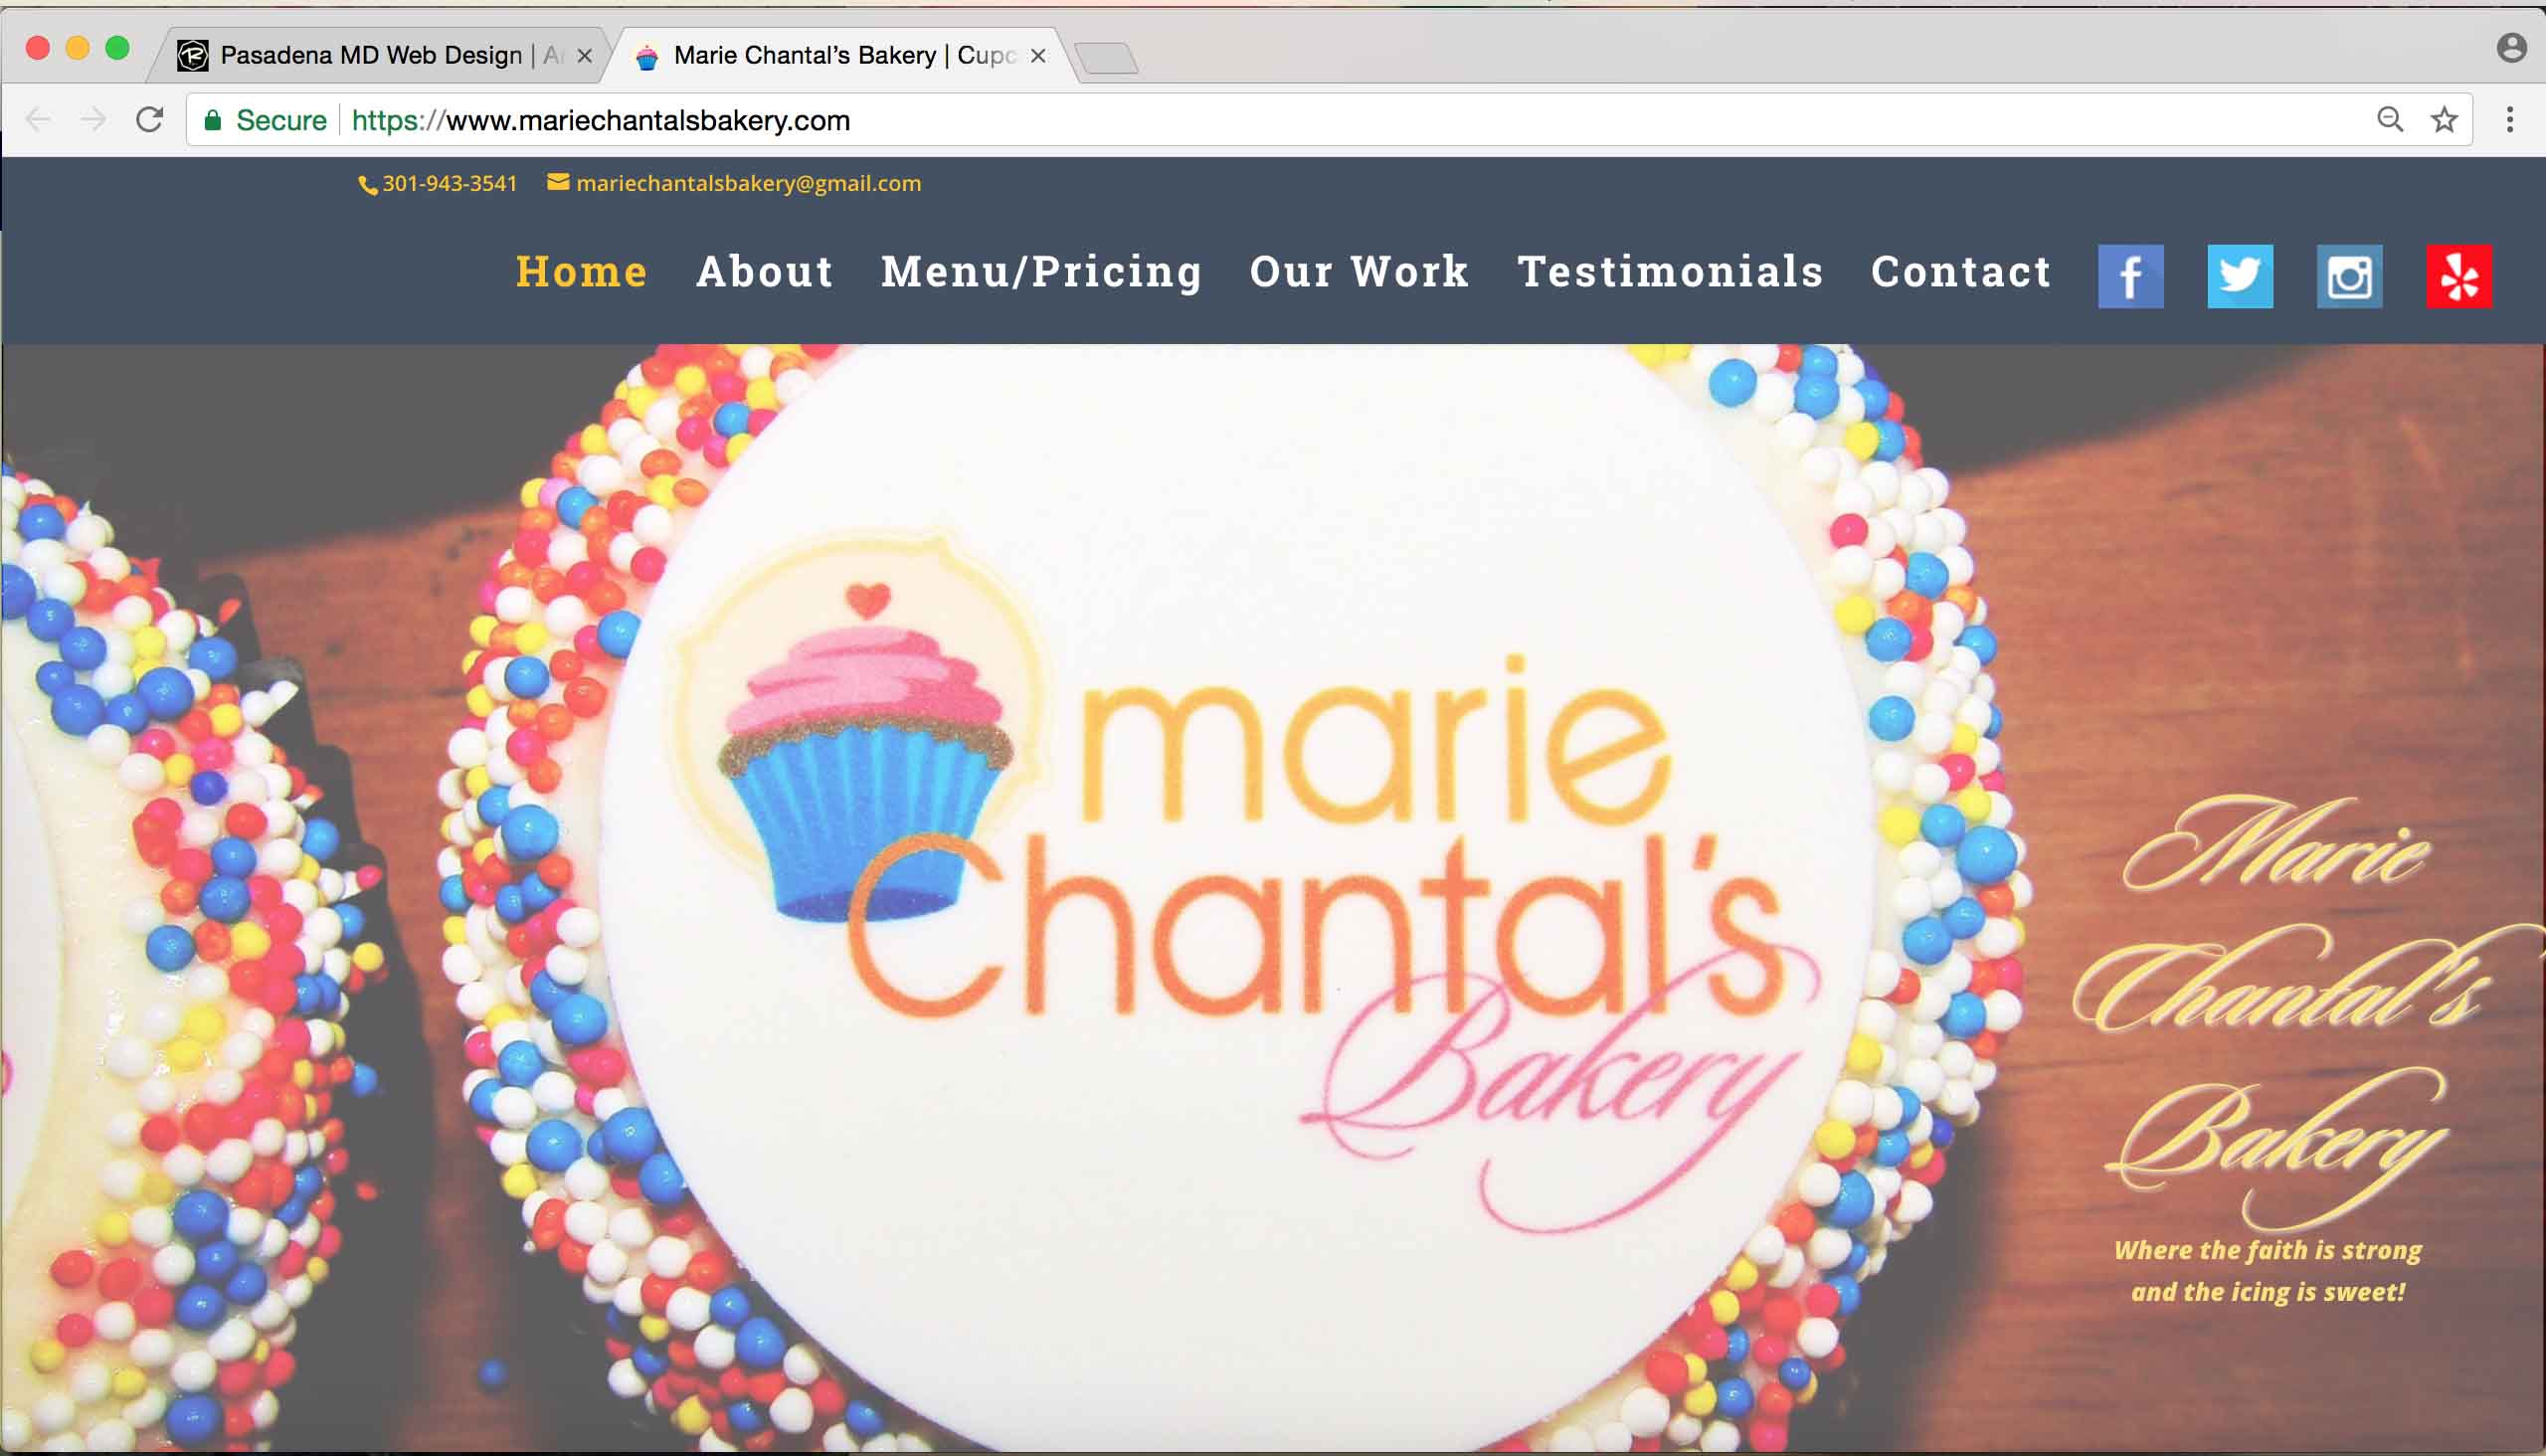 Pasadena MD Web Design | A
Marie Chantal's Bakery | Cupc
Secure
https://www.mariechantalsbakery.com
301-943-3541
mariechantalsbakery@gmail.com
Home About Menu/Pricing Our Work Testimonials Contact
marie
Chantal's
Bakery
Marie
Chantal's
Bakery
Where the faith is strong
and the icing is sweet!